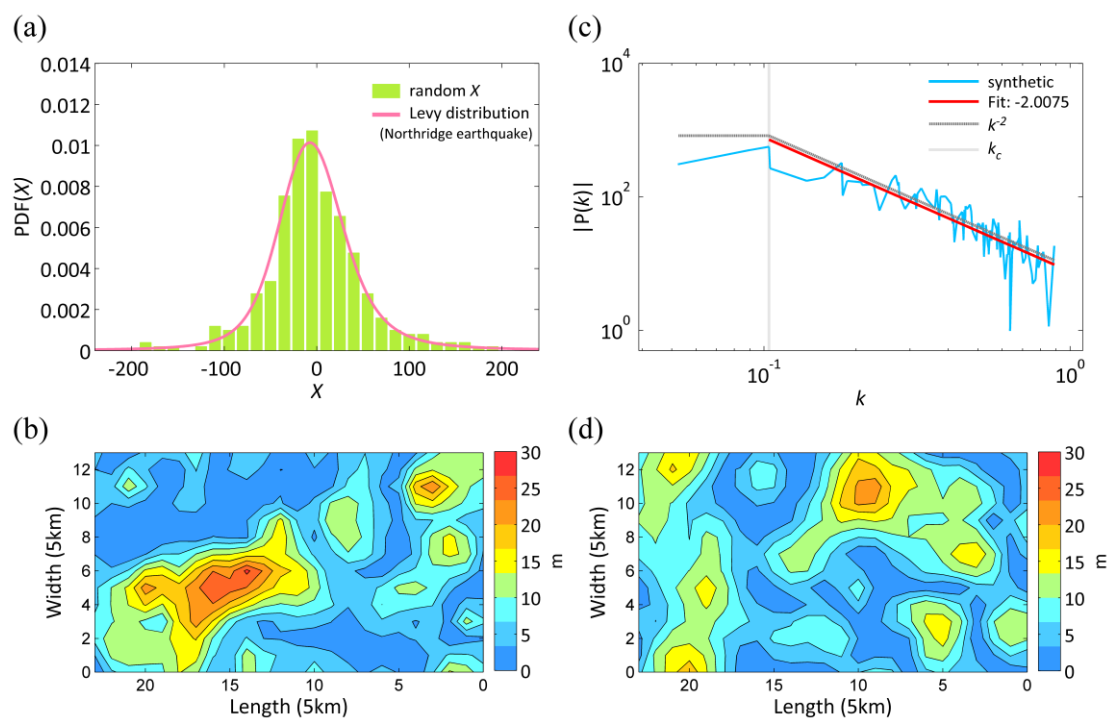 (a)
0.014
0.012
0.01
0.008
0.006
0.004
0.002
0
PDF(X)
random X
Levy distribution
(Northridge earthquake)
-200
-100
0
100
200
X
(c)
10^4
10^2
10^0
|P(k)|
synthetic
Fit: -2.0075
k^-2
k_c
10^-1
10^0
k
(b)
12
10
8
6
4
2
0
Width (5km)
20
15
10
5
0
Length (5km)
30
25
20
15
10
5
0
m
(d)
12
10
8
6
4
2
0
Width (5km)
20
15
10
5
0
Length (5km)
30
25
20
15
10
5
0
m